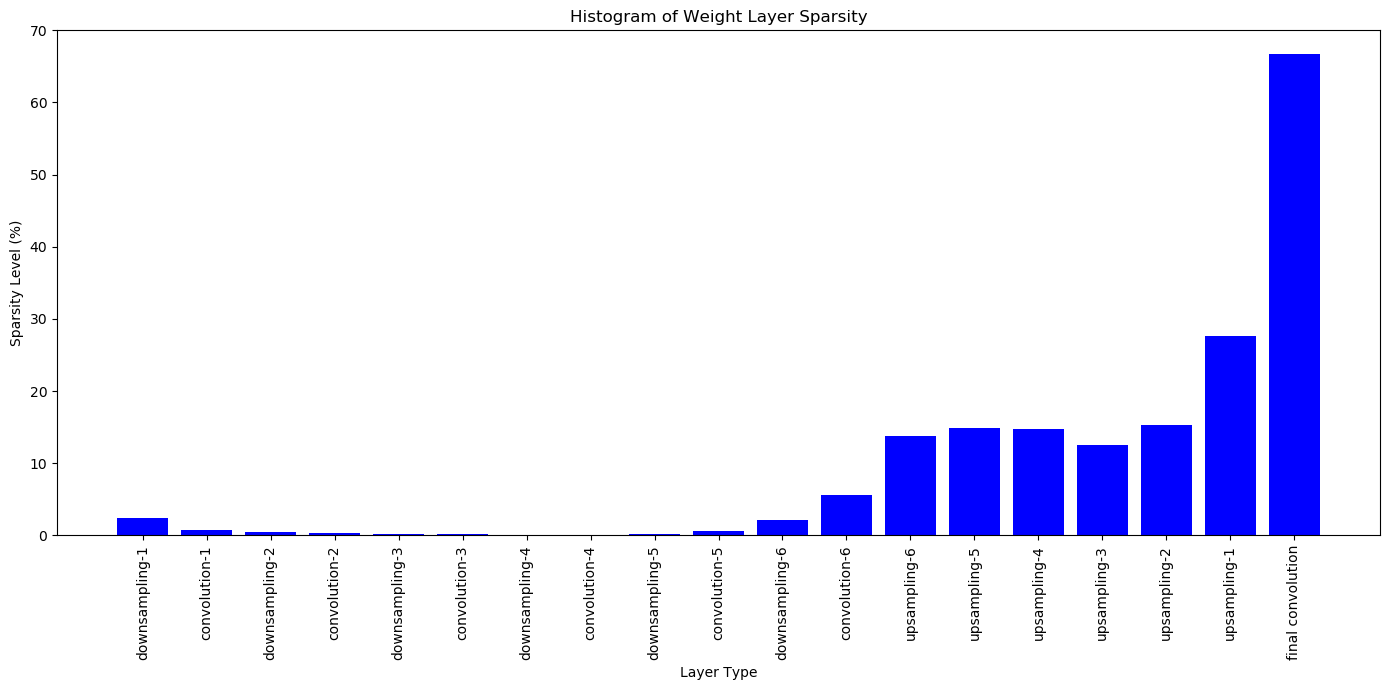 Histogram of Weight Layer Sparsity
Sparsity Level (%)
70
60
50
40
30
20
10
0
downsampling-1
convolution-1
downsampling-2
convolution-2
downsampling-3
convolution-3
downsampling-4
convolution-4
downsampling-5
convolution-5
downsampling-6
convolution-6
upsampling-6
upsampling-5
upsampling-4
upsampling-3
upsampling-2
upsampling-1
final convolution
Layer Type